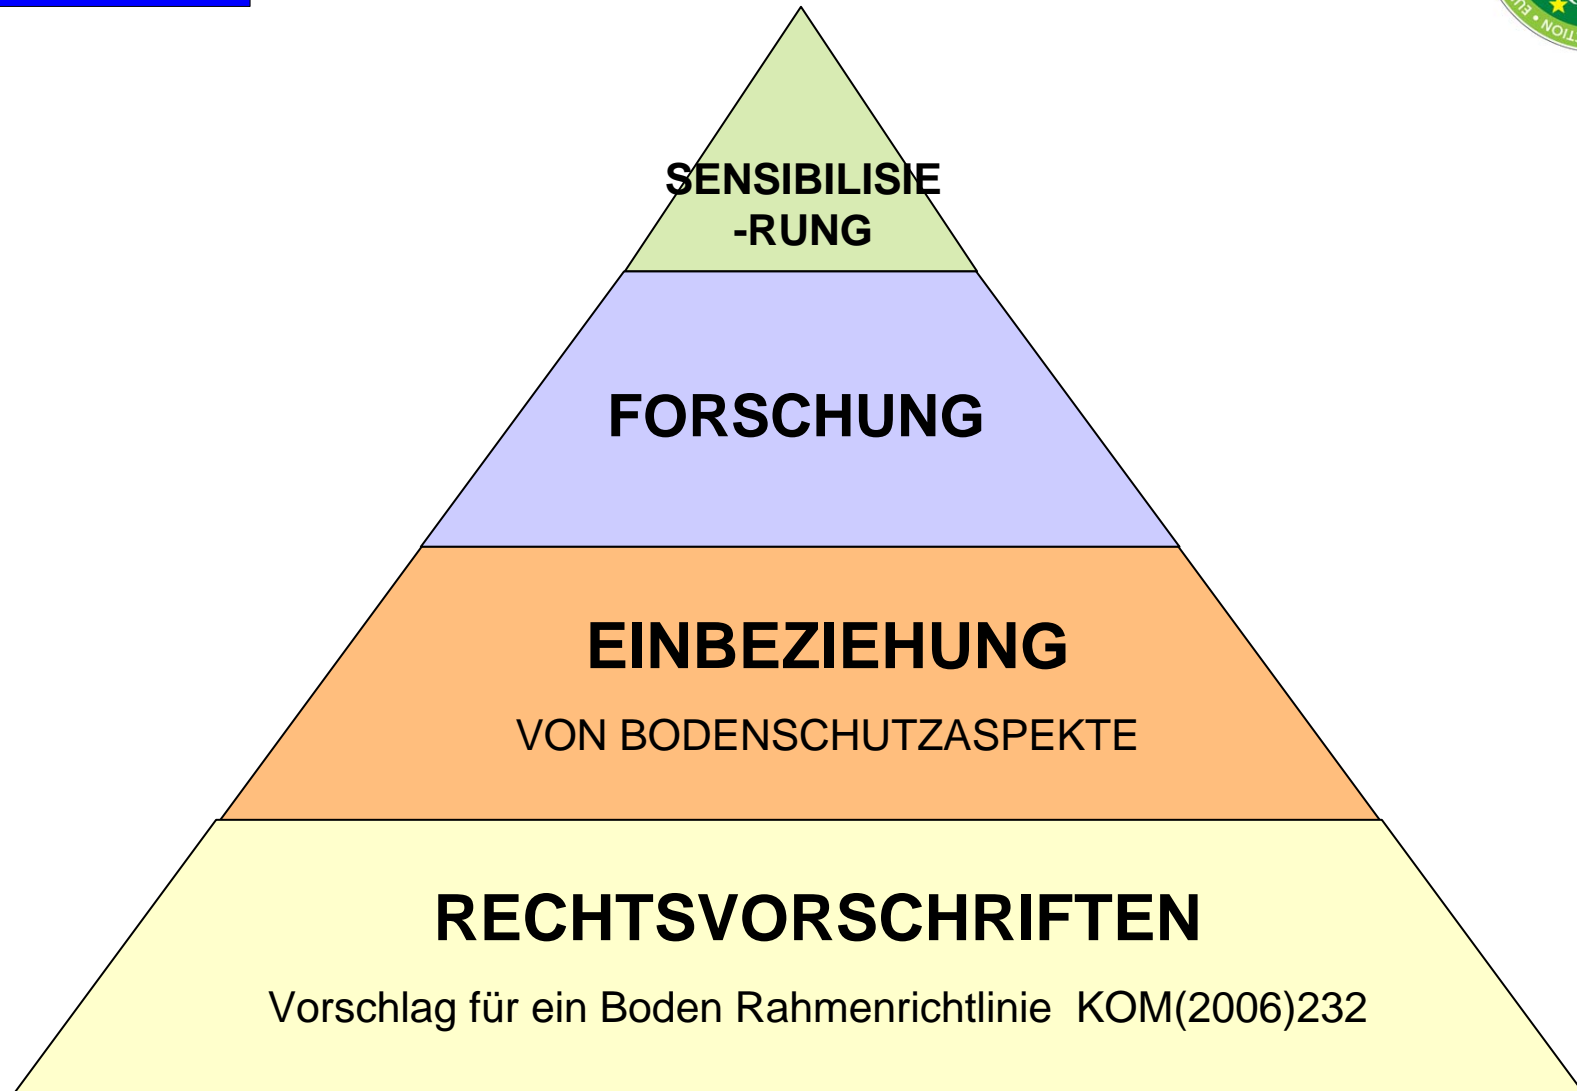 SENSIBILISIE
-RUNG
FORSCHUNG
EINBEZIEHUNG
VON BODENSCHUTZASPEKTE
RECHTSVORSCHRIFTEN
Vorschlag für ein Boden Rahmenrichtlinie  KOM(2006)232